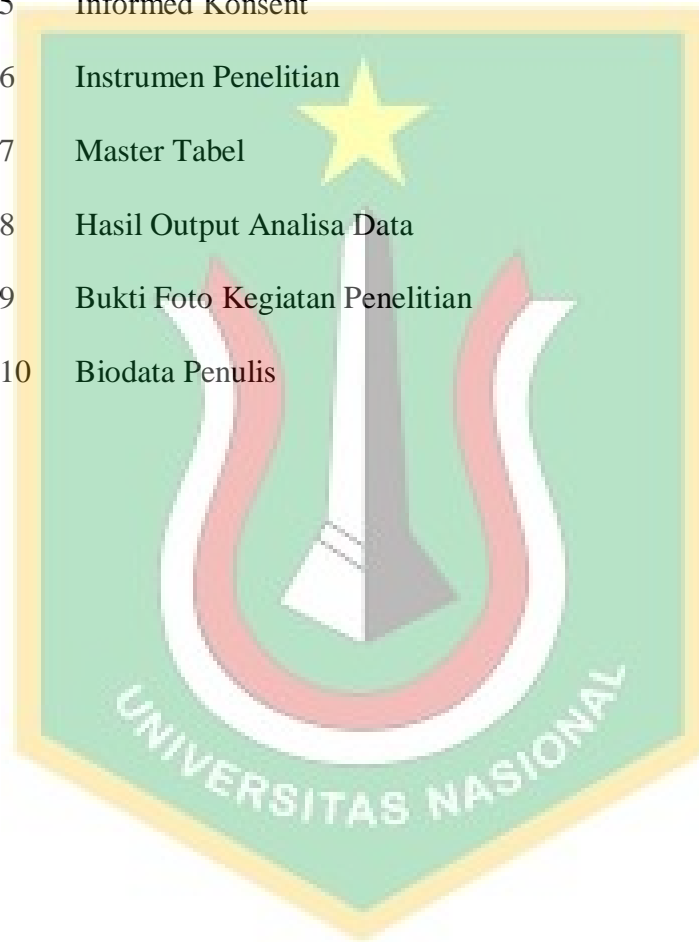 5 Informed Konsent
6 Instrumen Penelitian
7 Master Tabel
8 Hasil Output Analisa Data
9 Bukti Foto Kegiatan Penelitian
10 Biodata Penulis
UNIVERSITAS NASIONAL